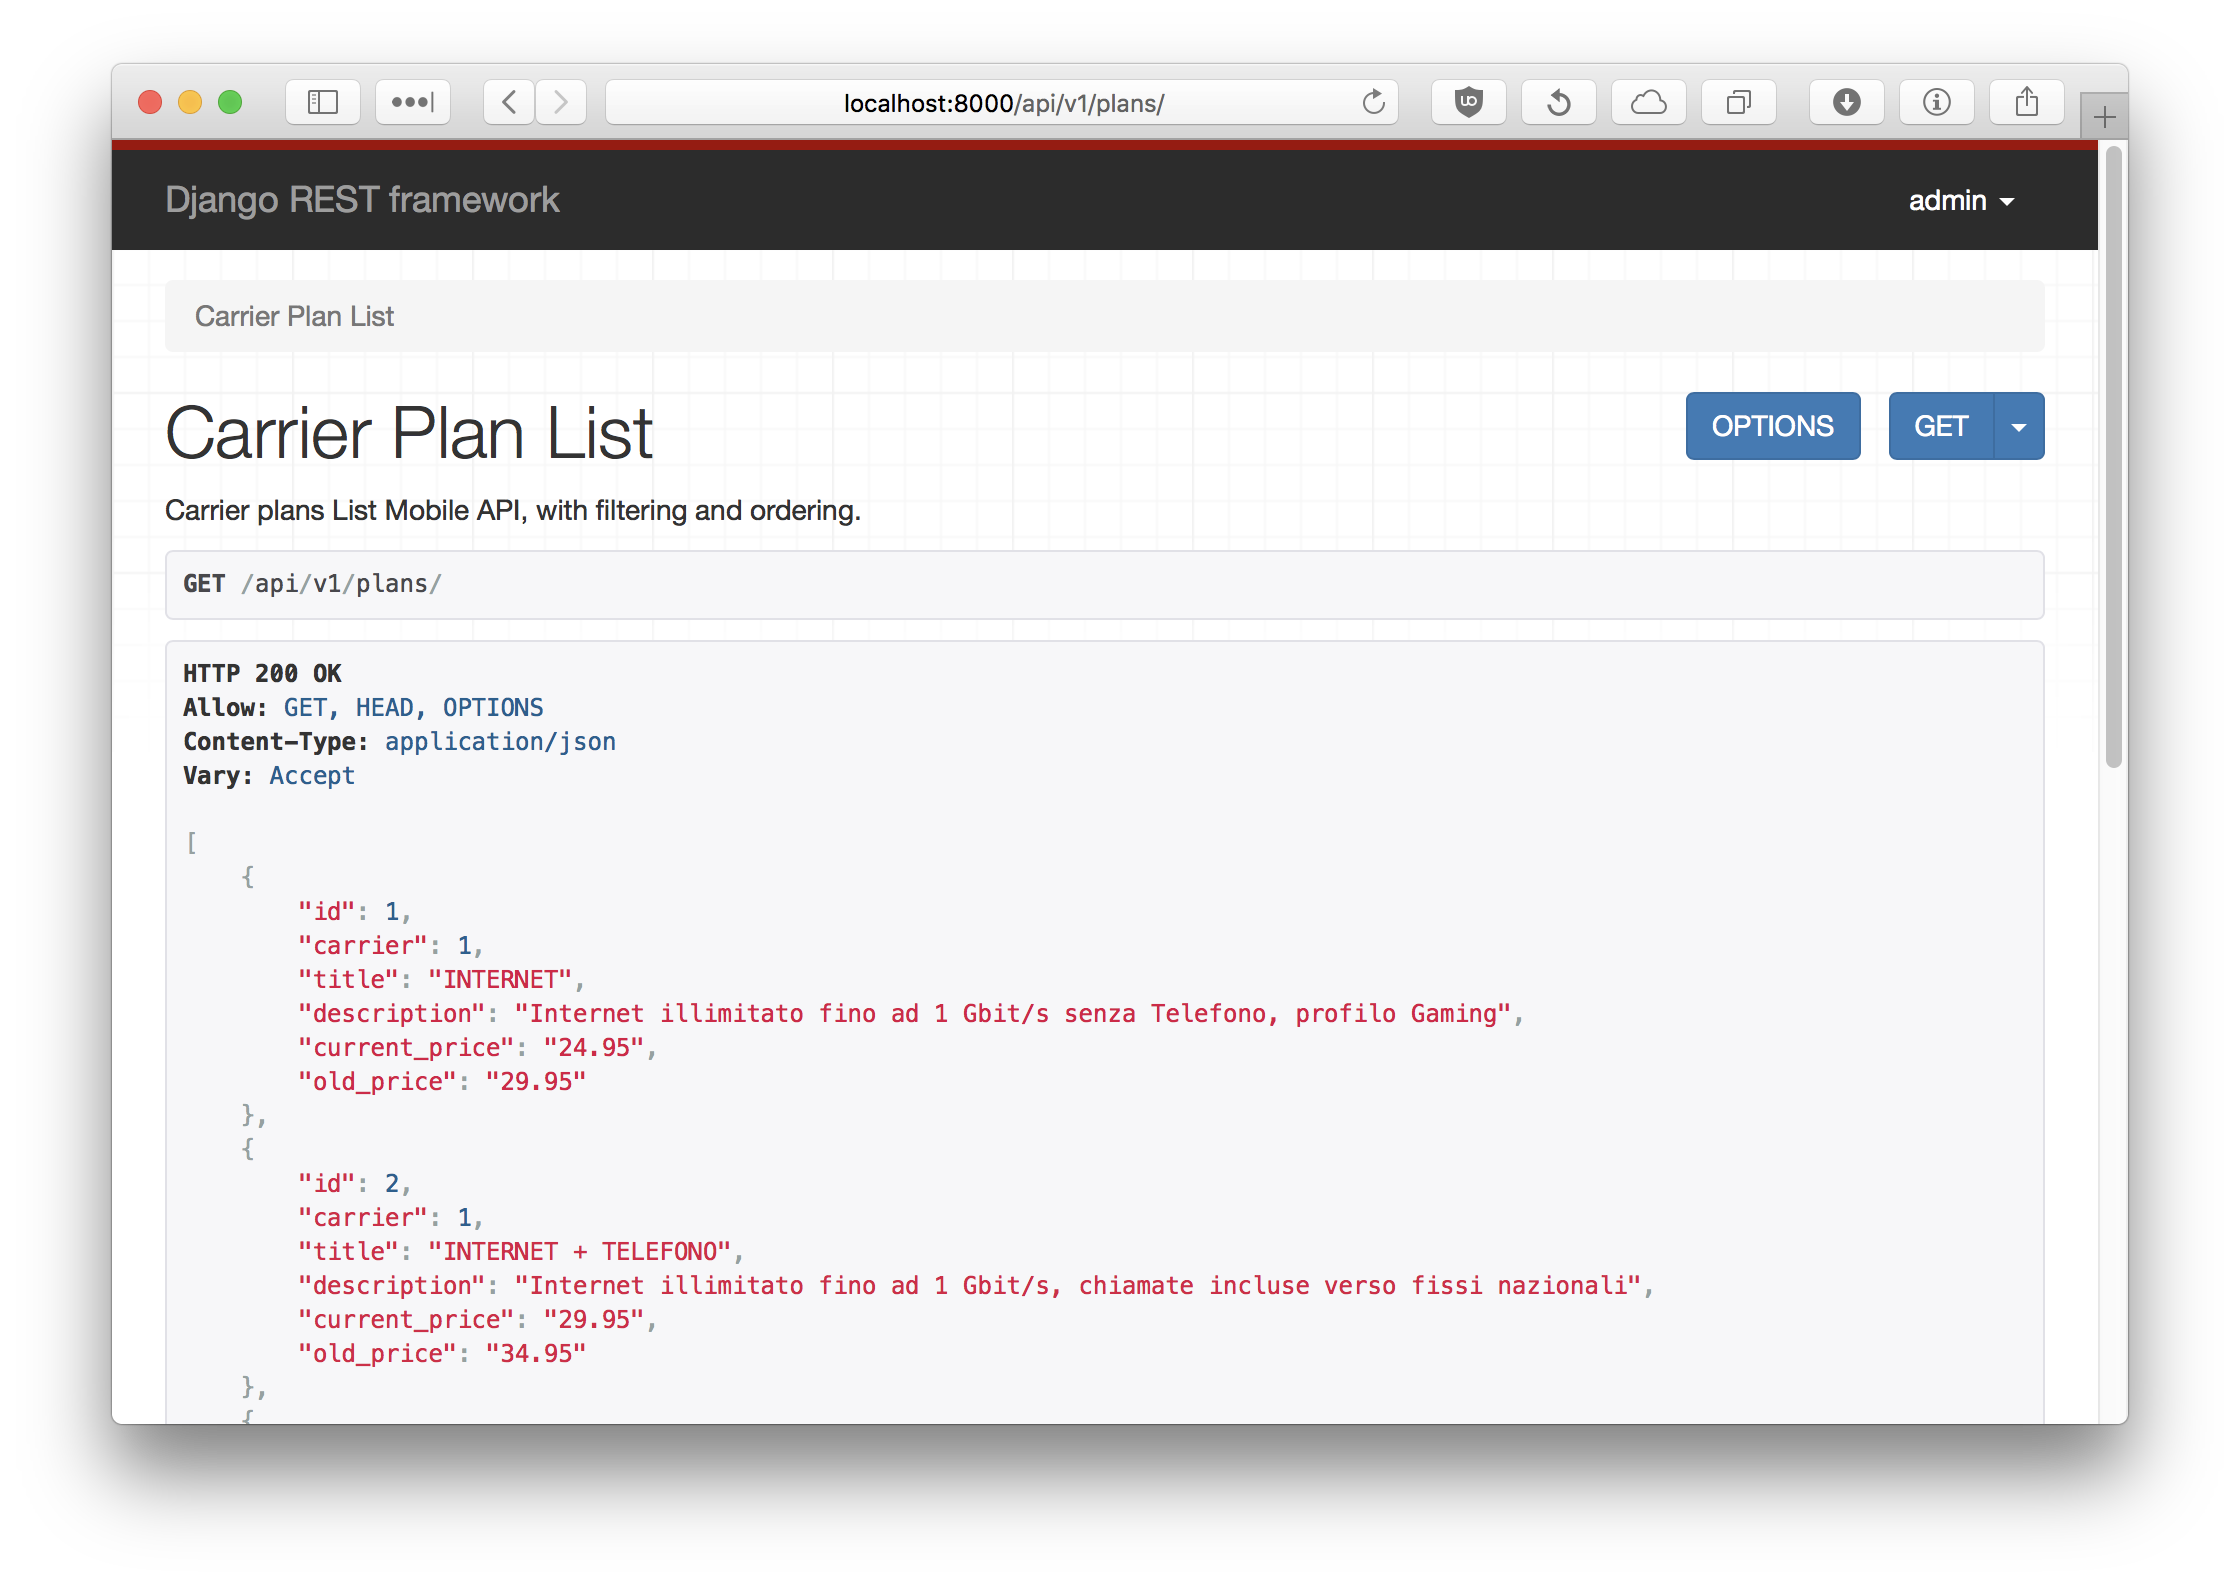 localhost:8000/api/v1/plans/
Django REST framework
admin
Carrier Plan List
Carrier Plan List
OPTIONS
GET
Carrier plans List Mobile API, with filtering and ordering.
GET /api/v1/plans/
HTTP 200 OK
Allow: GET, HEAD, OPTIONS
Content-Type: application/json
Vary: Accept
[
    {
        "id": 1,
        "carrier": 1,
        "title": "INTERNET",
        "description": "Internet illimitato fino ad 1 Gbit/s senza Telefono, profilo Gaming",
        "current_price": "24.95",
        "old_price": "29.95"
    },
    {
        "id": 2,
        "carrier": 1,
        "title": "INTERNET + TELEFONO",
        "description": "Internet illimitato fino ad 1 Gbit/s, chiamate incluse verso fissi nazionali",
        "current_price": "29.95",
        "old_price": "34.95"
    },
    {